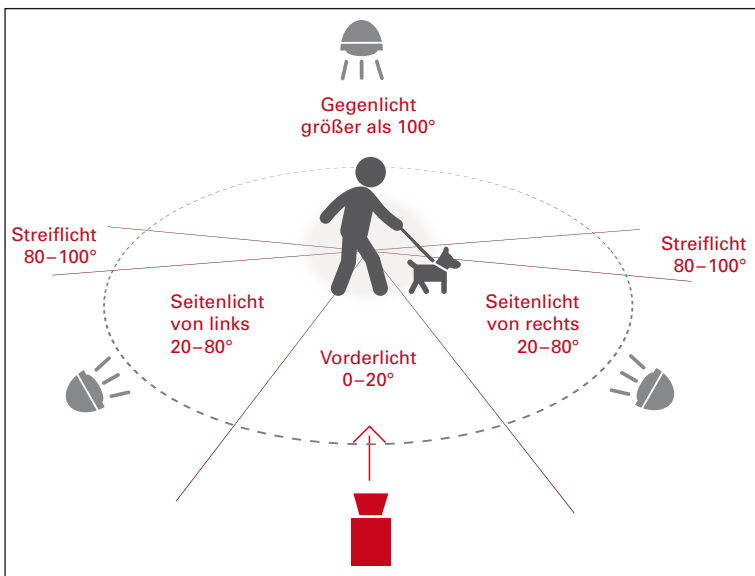 Gegenlicht
größer als 100°
Streiflicht
80–100°
Streiflicht
80–100°
Seitenlicht
von links
20–80°
Seitenlicht
von rechts
20–80°
Vorderlicht
0–20°